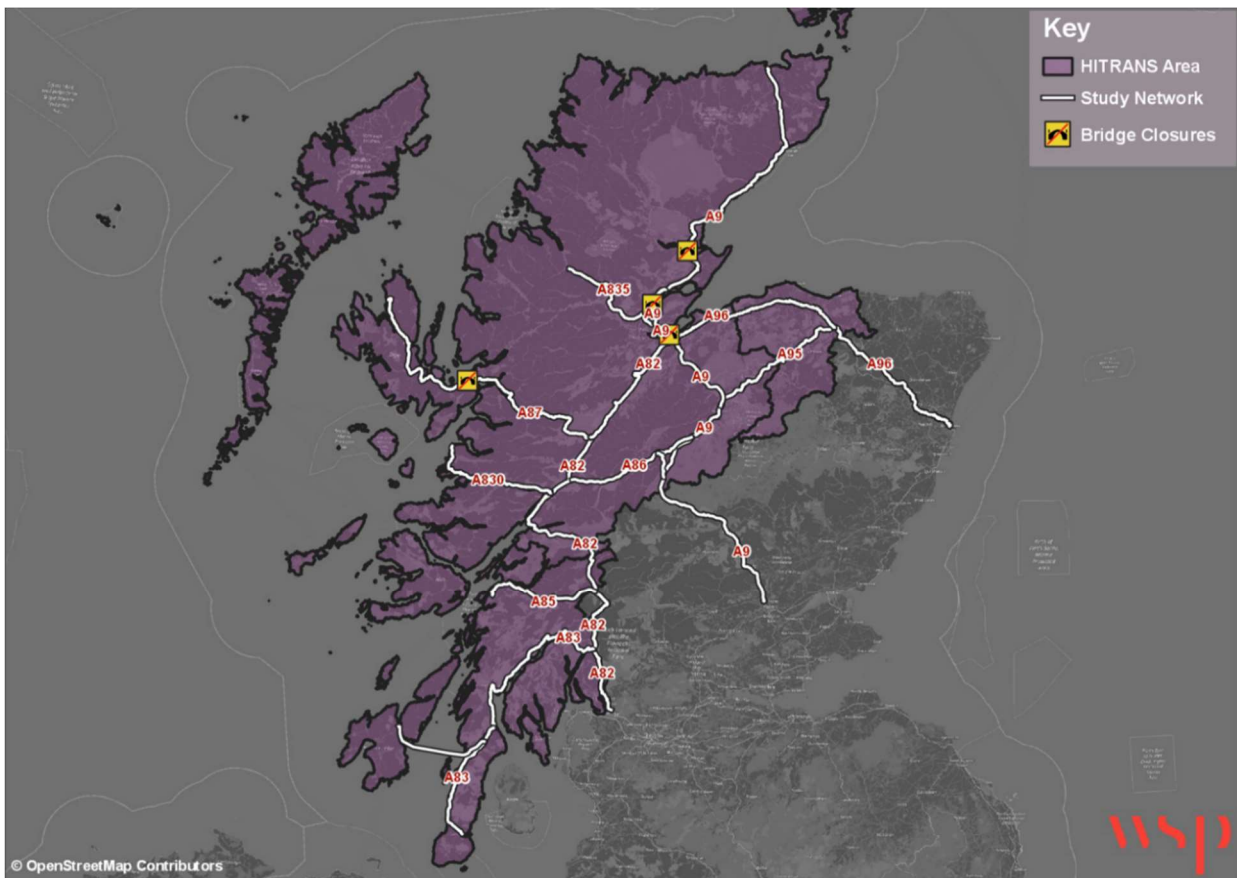 Key
HITRANS Area
Study Network
Bridge Closures
A9
A835
A9
A96
A9
A82
A95
A9
A96
A87
A9
A82
A86
A830
A82
A9
A85
A82
A83
A82
A83
wsp
© OpenStreetMap Contributors